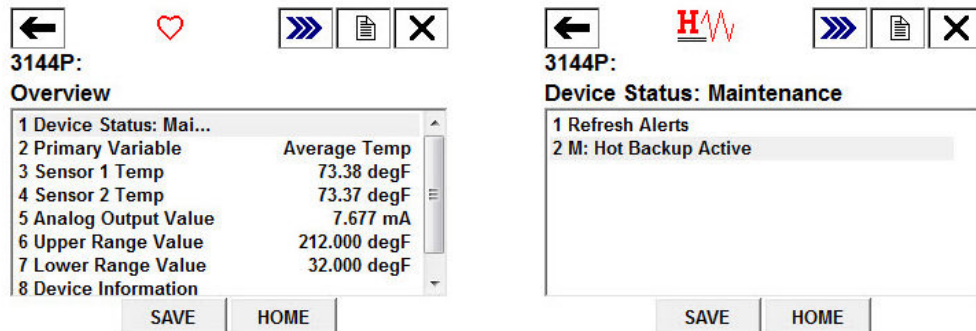 3144P:
Overview
1 Device Status: Mai...
2 Primary Variable Average Temp
3 Sensor 1 Temp 73.38 degF
4 Sensor 2 Temp 73.37 degF
5 Analog Output Value 7.677 mA
6 Upper Range Value 212.000 degF
7 Lower Range Value 32.000 degF
8 Device Information
SAVE HOME
H
3144P:
Device Status: Maintenance
1 Refresh Alerts
2 M: Hot Backup Active
SAVE HOME